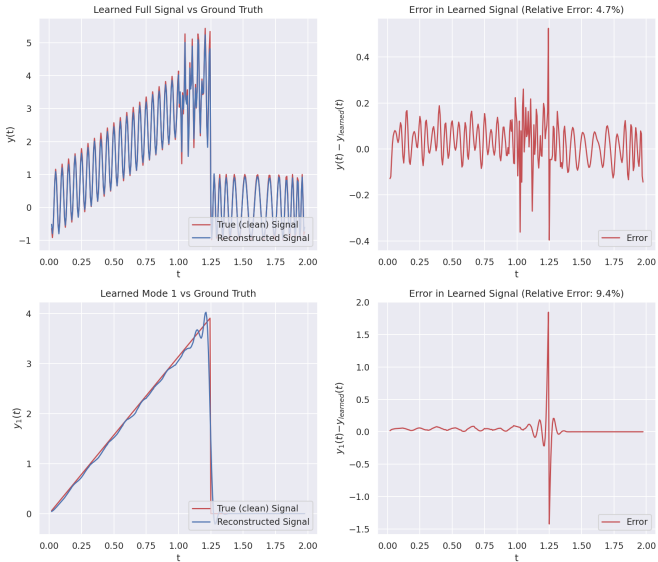 Learned Full Signal vs Ground Truth
y(t)
5
4
3
2
1
0
−1
0.00 0.25 0.50 0.75 1.00 1.25 1.50 1.75 2.00
t
True (clean) Signal
Reconstructed Signal
Error in Learned Signal (Relative Error: 4.7%)
y(t) − y_learned(t)
0.4
0.2
0.0
−0.2
−0.4
0.00 0.25 0.50 0.75 1.00 1.25 1.50 1.75 2.00
t
Error
Learned Mode 1 vs Ground Truth
y₁(t)
4
3
2
1
0
0.00 0.25 0.50 0.75 1.00 1.25 1.50 1.75 2.00
t
True (clean) Signal
Reconstructed Signal
Error in Learned Signal (Relative Error: 9.4%)
y₁(t)−y_learned(t)
2.0
1.5
1.0
0.5
0.0
−0.5
−1.0
−1.5
0.00 0.25 0.50 0.75 1.00 1.25 1.50 1.75 2.00
t
Error